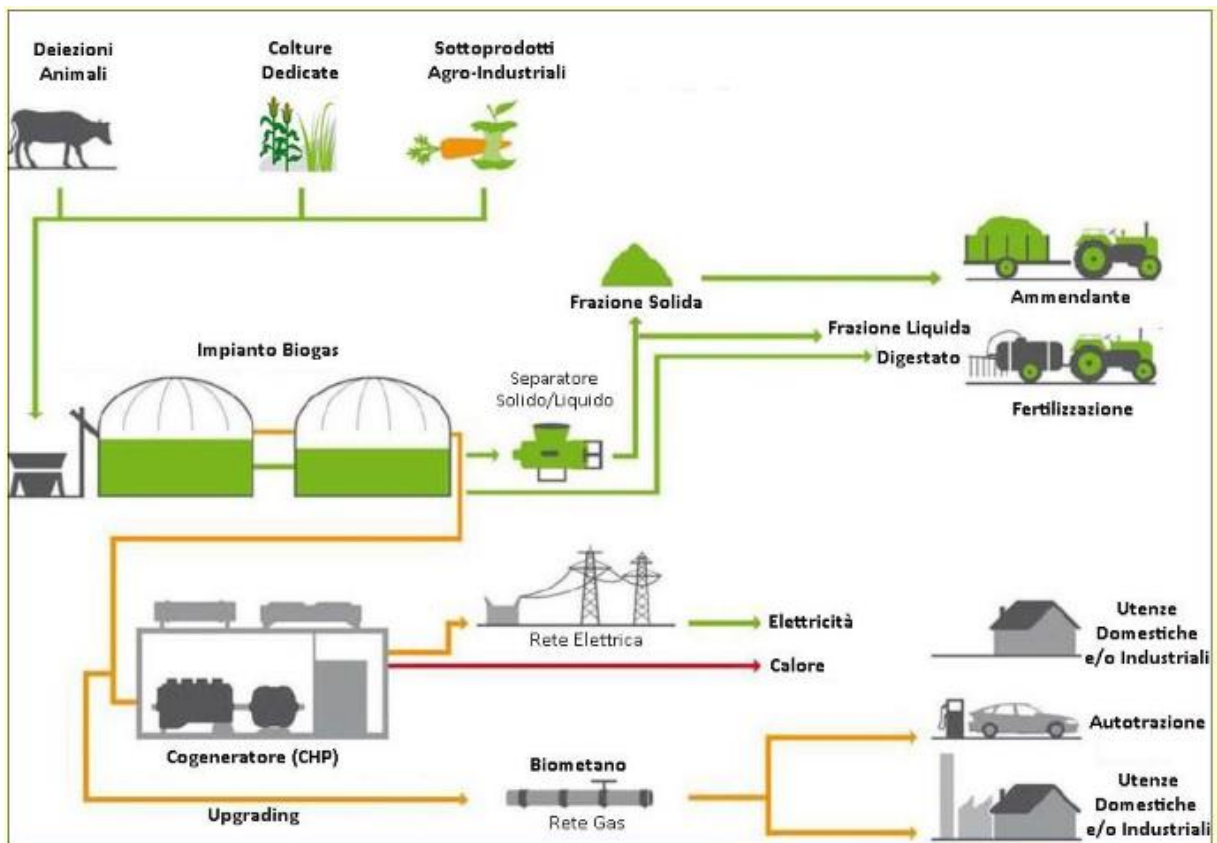 Deiezioni
Animali
Colture
Dedicate
Sottoprodotti
Agro-Industriali
Frazione Solida
Ammendante
Frazione Liquida
Digestato
Fertilizzazione
Impianto Biogas
Separatore
Solido/Liquido
Rete Elettrica
Elettricità
Calore
Utenze
Domestiche
e/o Industriali
Cogeneratore (CHP)
Autotrazione
Biometano
Rete Gas
Upgrading
Utenze
Domestiche
e/o Industriali